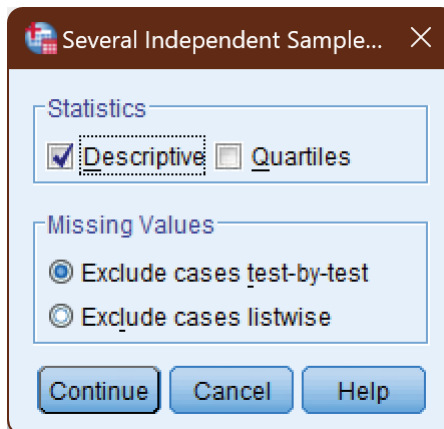 Several Independent Sample...
Statistics
Descriptive Quartiles
Missing Values
Exclude cases test-by-test
Exclude cases listwise
Continue Cancel Help